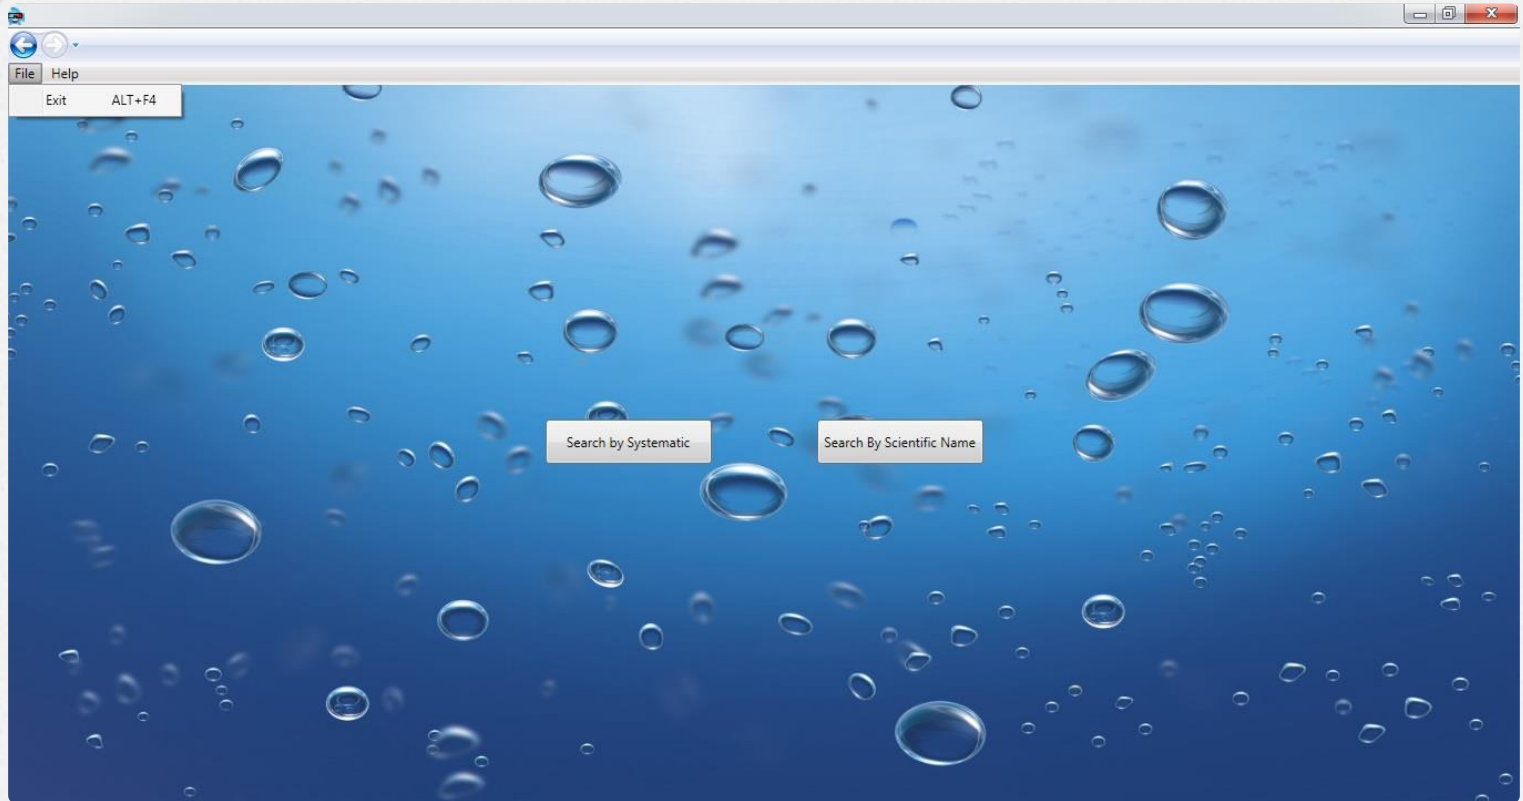 File Help
Exit ALT+F4
Search by Systematic
Search By Scientific Name